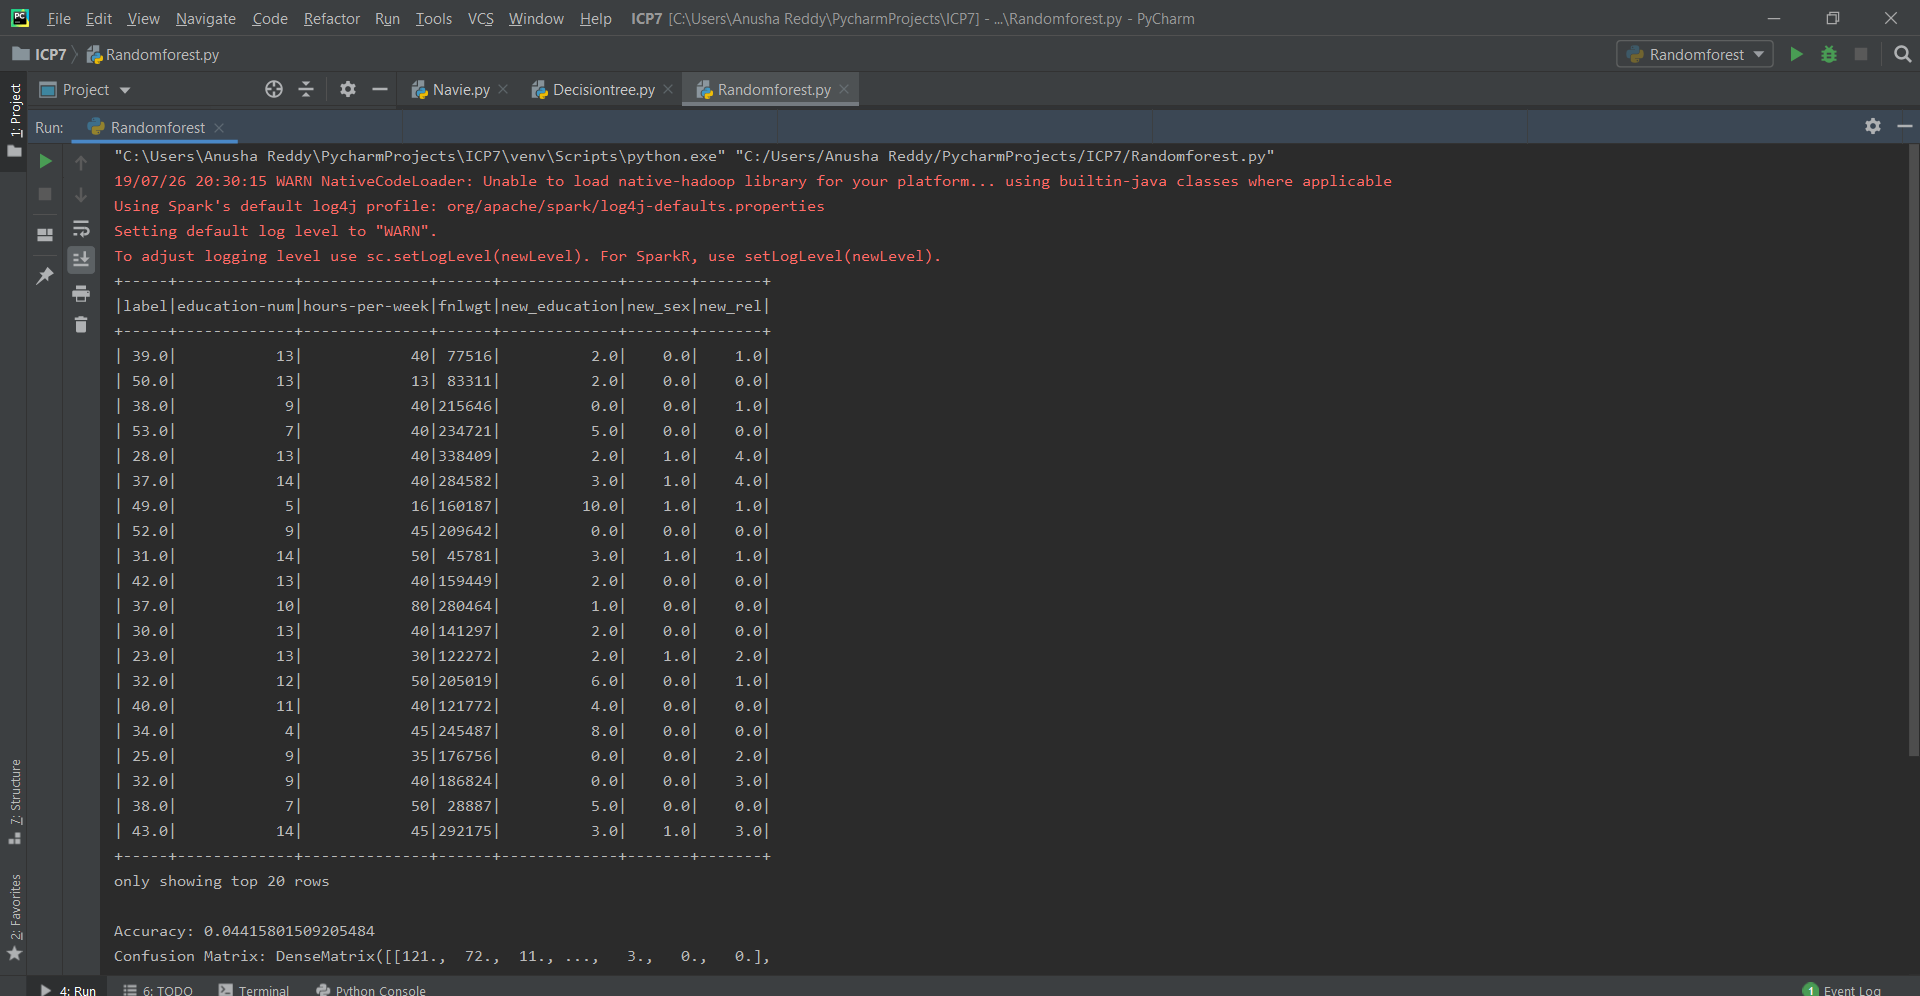 File Edit View Navigate Code Refactor Run Tools VCS Window Help ICP7 [C:\Users\Anusha Reddy\PycharmProjects\ICP7] - ...\Randomforest.py - PyCharm
ICP7 Randomforest.py Randomforest
1: Project
Project Navie.py Decisiontree.py Randomforest.py
Run: Randomforest
"C:\Users\Anusha Reddy\PycharmProjects\ICP7\venv\Scripts\python.exe" "C:/Users/Anusha Reddy/PycharmProjects/ICP7/Randomforest.py"
19/07/26 20:30:15 WARN NativeCodeLoader: Unable to load native-hadoop library for your platform... using builtin-java classes where applicable
Using Spark's default log4j profile: org/apache/spark/log4j-defaults.properties
Setting default log level to "WARN".
To adjust logging level use sc.setLogLevel(newLevel). For SparkR, use setLogLevel(newLevel).
+-----+-------------+--------------+------+-------------+-------+-------+
|label|education-num|hours-per-week|fnlwgt|new_education|new_sex|new_rel|
+-----+-------------+--------------+------+-------------+-------+-------+
| 39.0|           13|            40| 77516|          2.0|    0.0|    1.0|
| 50.0|           13|            13| 83311|          2.0|    0.0|    0.0|
| 38.0|            9|            40|215646|          0.0|    0.0|    1.0|
| 53.0|            7|            40|234721|          5.0|    0.0|    0.0|
| 28.0|           13|            40|338409|          2.0|    1.0|    4.0|
| 37.0|           14|            40|284582|          3.0|    1.0|    4.0|
| 49.0|            5|            16|160187|         10.0|    1.0|    1.0|
| 52.0|            9|            45|209642|          0.0|    0.0|    0.0|
| 31.0|           14|            50| 45781|          3.0|    1.0|    1.0|
| 42.0|           13|            40|159449|          2.0|    0.0|    0.0|
| 37.0|           10|            80|280464|          1.0|    0.0|    0.0|
| 30.0|           13|            40|141297|          2.0|    0.0|    0.0|
| 23.0|           13|            30|122272|          2.0|    1.0|    2.0|
| 32.0|           12|            50|205019|          6.0|    0.0|    1.0|
| 40.0|           11|            40|121772|          4.0|    0.0|    0.0|
| 34.0|            4|            45|245487|          8.0|    0.0|    0.0|
| 25.0|            9|            35|176756|          0.0|    0.0|    2.0|
| 32.0|            9|            40|186824|          0.0|    0.0|    3.0|
| 38.0|            7|            50| 28887|          5.0|    0.0|    0.0|
| 43.0|           14|            45|292175|          3.0|    1.0|    3.0|
+-----+-------------+--------------+------+-------------+-------+-------+
only showing top 20 rows
Accuracy: 0.04415801509205484
Confusion Matrix: DenseMatrix([[121.,  72.,  11., ...,   3.,   0.,   0.],
7: Structure
2: Favorites
4: Run 6: TODO Terminal Python Console 1 Event Log